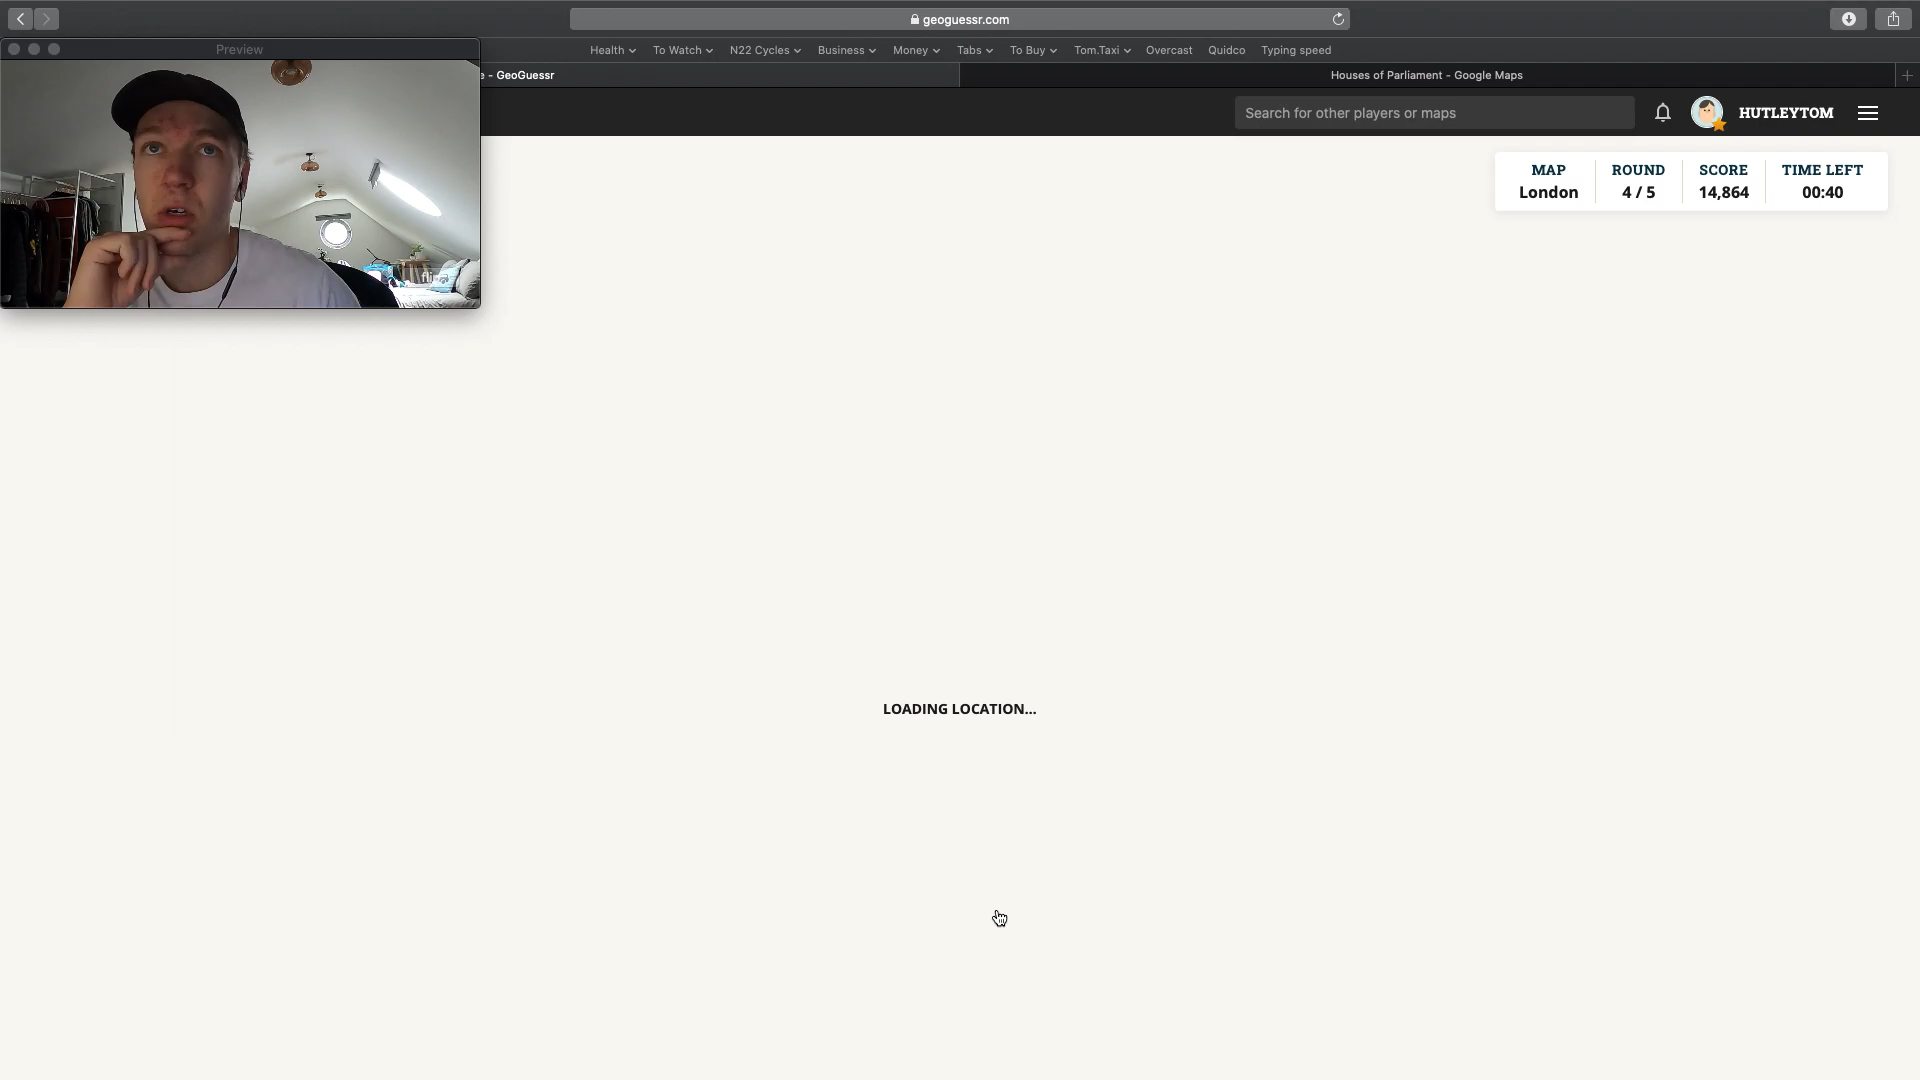 geoguessr.com
Preview
Health
To Watch
N22 Cycles
Business
Money
Tabs
To Buy
Tom.Taxi
Overcast
Quidco
Typing speed
e - GeoGuessr
Houses of Parliament - Google Maps
Search for other players or maps
HUTLEYTOM
MAP
London
ROUND
4 / 5
SCORE
14,864
TIME LEFT
00:40
LOADING LOCATION...